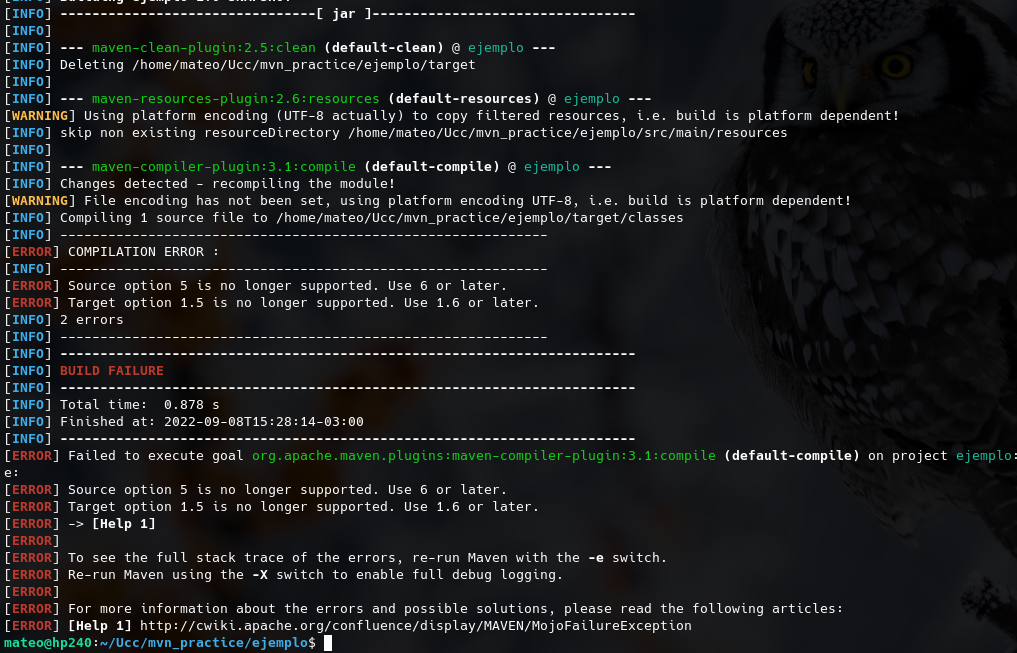 [INFO] --------------------------------[ jar ]---------------------------------
[INFO]
[INFO] --- maven-clean-plugin:2.5:clean (default-clean) @ ejemplo ---
[INFO] Deleting /home/mateo/Ucc/mvn_practice/ejemplo/target
[INFO]
[INFO] --- maven-resources-plugin:2.6:resources (default-resources) @ ejemplo ---
[WARNING] Using platform encoding (UTF-8 actually) to copy filtered resources, i.e. build is platform dependent!
[INFO] skip non existing resourceDirectory /home/mateo/Ucc/mvn_practice/ejemplo/src/main/resources
[INFO]
[INFO] --- maven-compiler-plugin:3.1:compile (default-compile) @ ejemplo ---
[INFO] Changes detected - recompiling the module!
[WARNING] File encoding has not been set, using platform encoding UTF-8, i.e. build is platform dependent!
[INFO] Compiling 1 source file to /home/mateo/Ucc/mvn_practice/ejemplo/target/classes
[INFO] -------------------------------------------------------------
[ERROR] COMPILATION ERROR :
[INFO] -------------------------------------------------------------
[ERROR] Source option 5 is no longer supported. Use 6 or later.
[ERROR] Target option 1.5 is no longer supported. Use 1.6 or later.
[INFO] 2 errors
[INFO] -------------------------------------------------------------
[INFO] ------------------------------------------------------------------------
[INFO] BUILD FAILURE
[INFO] ------------------------------------------------------------------------
[INFO] Total time:  0.878 s
[INFO] Finished at: 2022-09-08T15:28:14-03:00
[INFO] ------------------------------------------------------------------------
[ERROR] Failed to execute goal org.apache.maven.plugins:maven-compiler-plugin:3.1:compile (default-compile) on project ejemplo:
e:
[ERROR] Source option 5 is no longer supported. Use 6 or later.
[ERROR] Target option 1.5 is no longer supported. Use 1.6 or later.
[ERROR] -> [Help 1]
[ERROR]
[ERROR] To see the full stack trace of the errors, re-run Maven with the -e switch.
[ERROR] Re-run Maven using the -X switch to enable full debug logging.
[ERROR]
[ERROR] For more information about the errors and possible solutions, please read the following articles:
[ERROR] [Help 1] http://cwiki.apache.org/confluence/display/MAVEN/MojoFailureException
mateo@hp240:~/Ucc/mvn_practice/ejemplo$